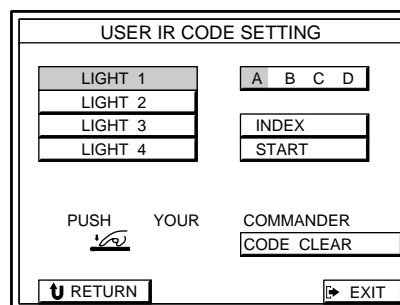 USER IR CODE SETTING
LIGHT 1
A B C D
LIGHT 2
LIGHT 3
INDEX
LIGHT 4
START
PUSH YOUR COMMANDER
CODE CLEAR
RETURN
EXIT